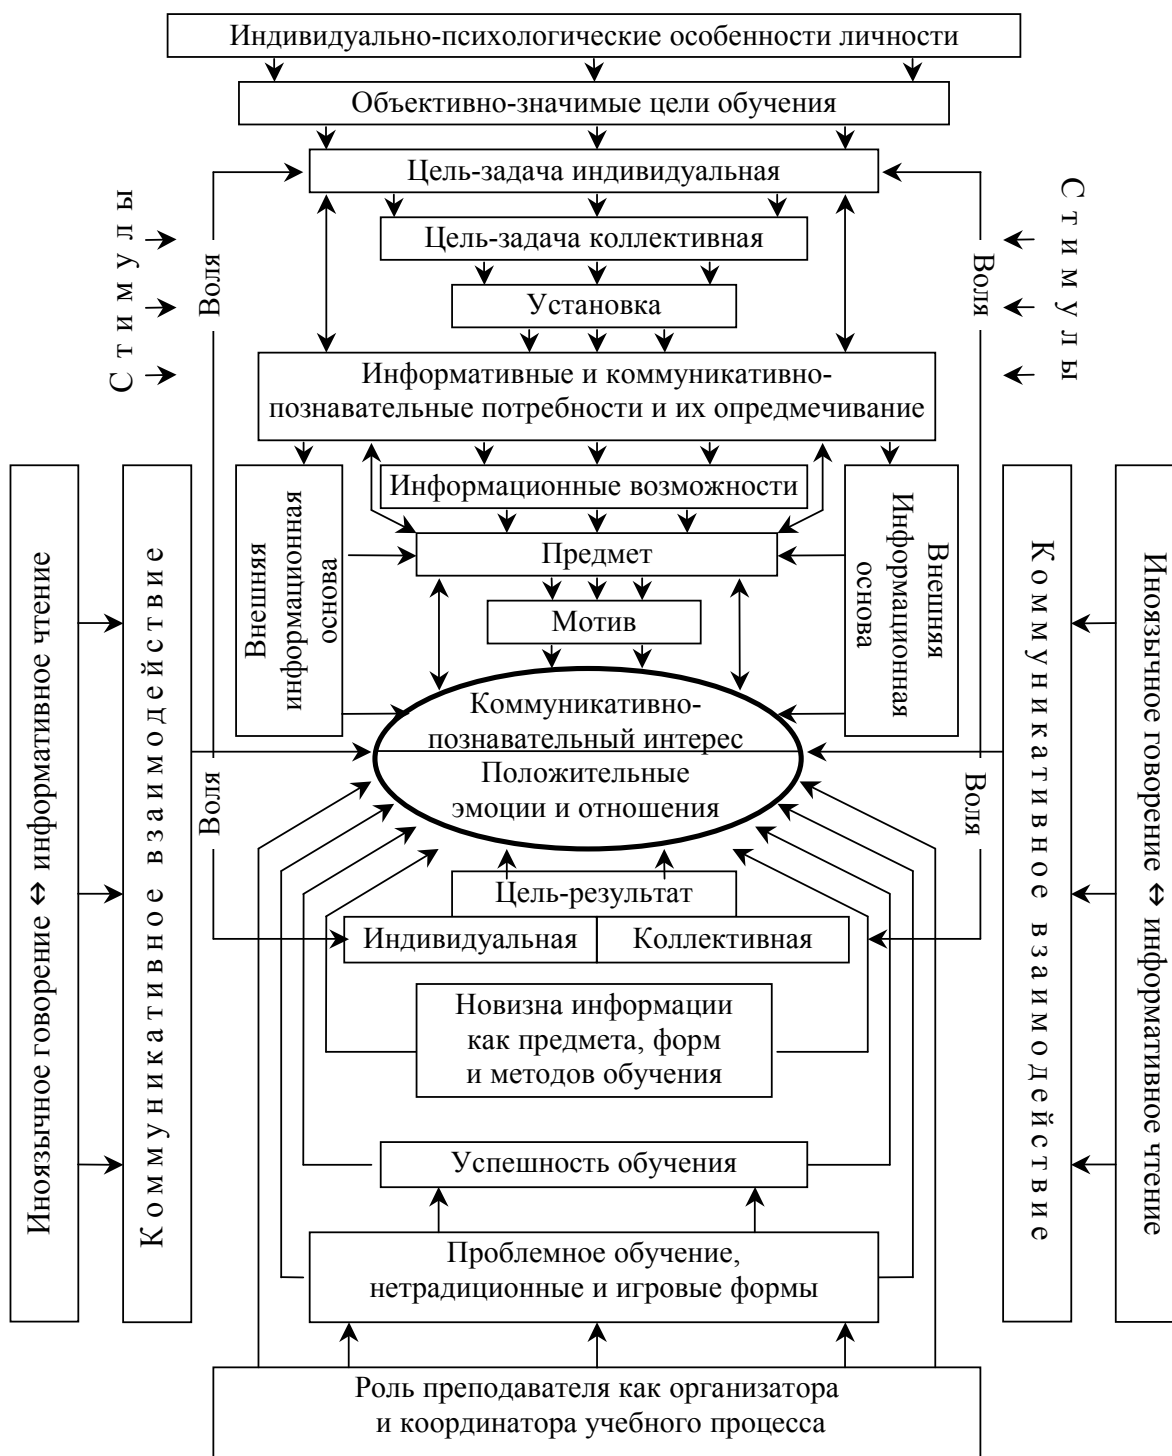 Индивидуально-психологические особенности личности
Объективно-значимые цели обучения
Цель-задача индивидуальная
Стимулы
Воля
Цель-задача коллективная
Воля
Стимулы
Установка
Информативные и коммуникативно-
познавательные потребности и их опредмечивание
Иноязычное говорение ⇔ информативное чтение
Коммуникативное взаимодействие
Внешняя
информационная
основа
Информационные возможности
Предмет
Мотив
Внешняя
Информационная
основа
Коммуникативное взаимодействие
Иноязычное говорение ⇔ информативное чтение
Коммуникативно-
познавательный интерес
Положительные
эмоции и отношения
Воля
Воля
Цель-результат
Индивидуальная
Коллективная
Новизна информации
как предмета, форм
и методов обучения
Успешность обучения
Проблемное обучение,
нетрадиционные и игровые формы
Роль преподавателя как организатора
и координатора учебного процесса